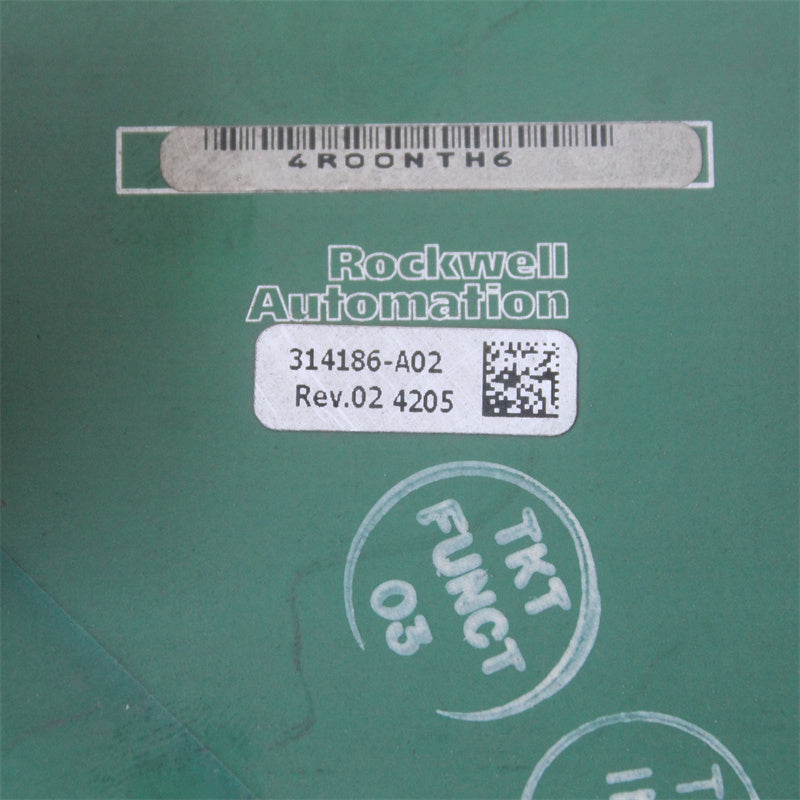 4R00NTH6
Rockwell
Automation
314186-A02
Rev.02 4205
TKT
FUNCT
03